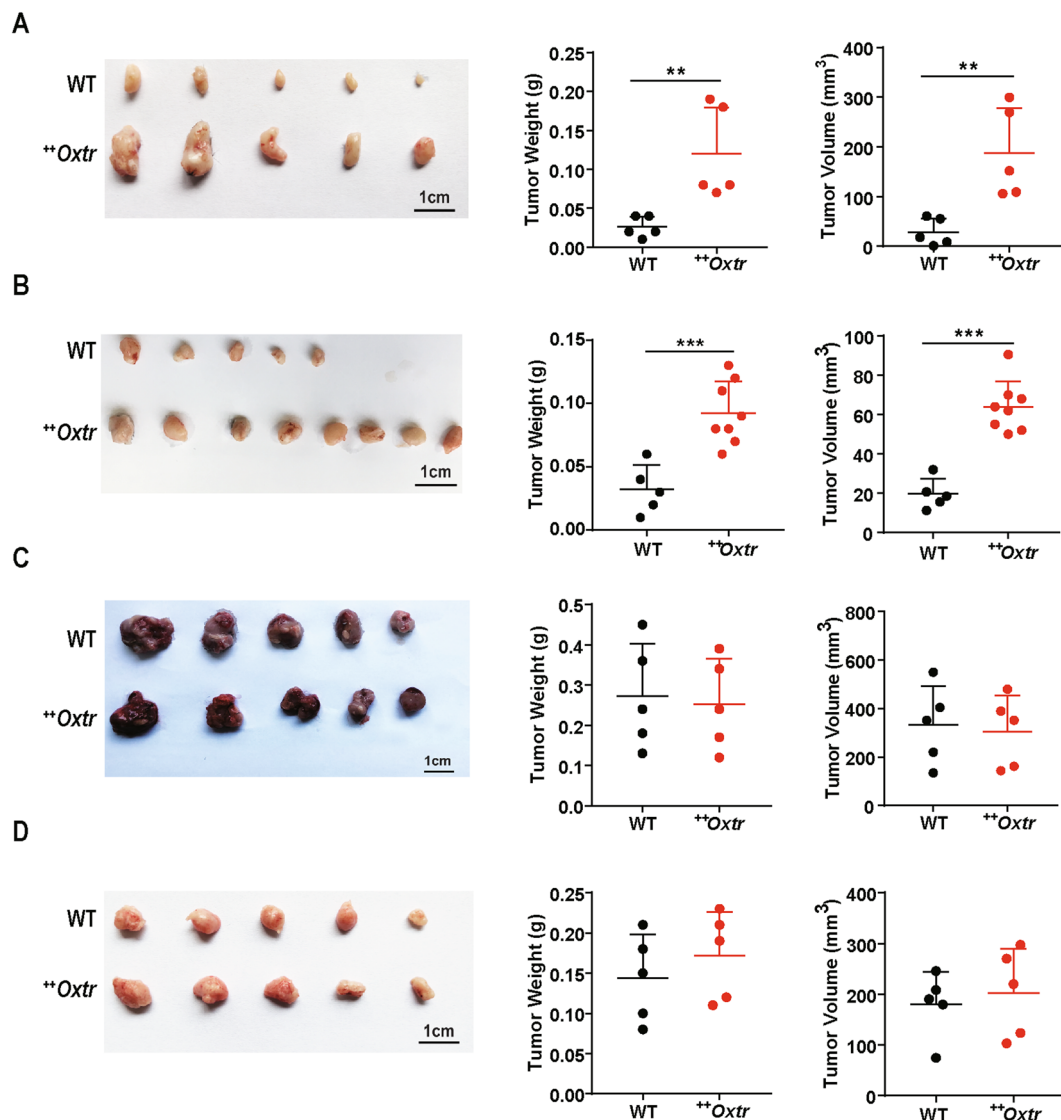 A
WT
++Oxtr
1cm
Tumor Weight (g)
0.25
0.20
0.15
0.10
0.05
0.00
**
WT
++Oxtr
Tumor Volume (mm3)
400
300
200
100
0
**
WT
++Oxtr
B
WT
++Oxtr
1cm
Tumor Weight (g)
0.15
0.10
0.05
0.00
***
WT
++Oxtr
Tumor Volume (mm3)
100
80
60
40
20
0
***
WT
++Oxtr
C
WT
++Oxtr
1cm
Tumor Weight (g)
0.5
0.4
0.3
0.2
0.1
0.0
WT
++Oxtr
Tumor Volume (mm3)
800
600
400
200
0
WT
++Oxtr
D
WT
++Oxtr
1cm
Tumor Weight (g)
0.25
0.20
0.15
0.10
0.05
0.00
WT
++Oxtr
Tumor Volume (mm3)
400
300
200
100
0
WT
++Oxtr